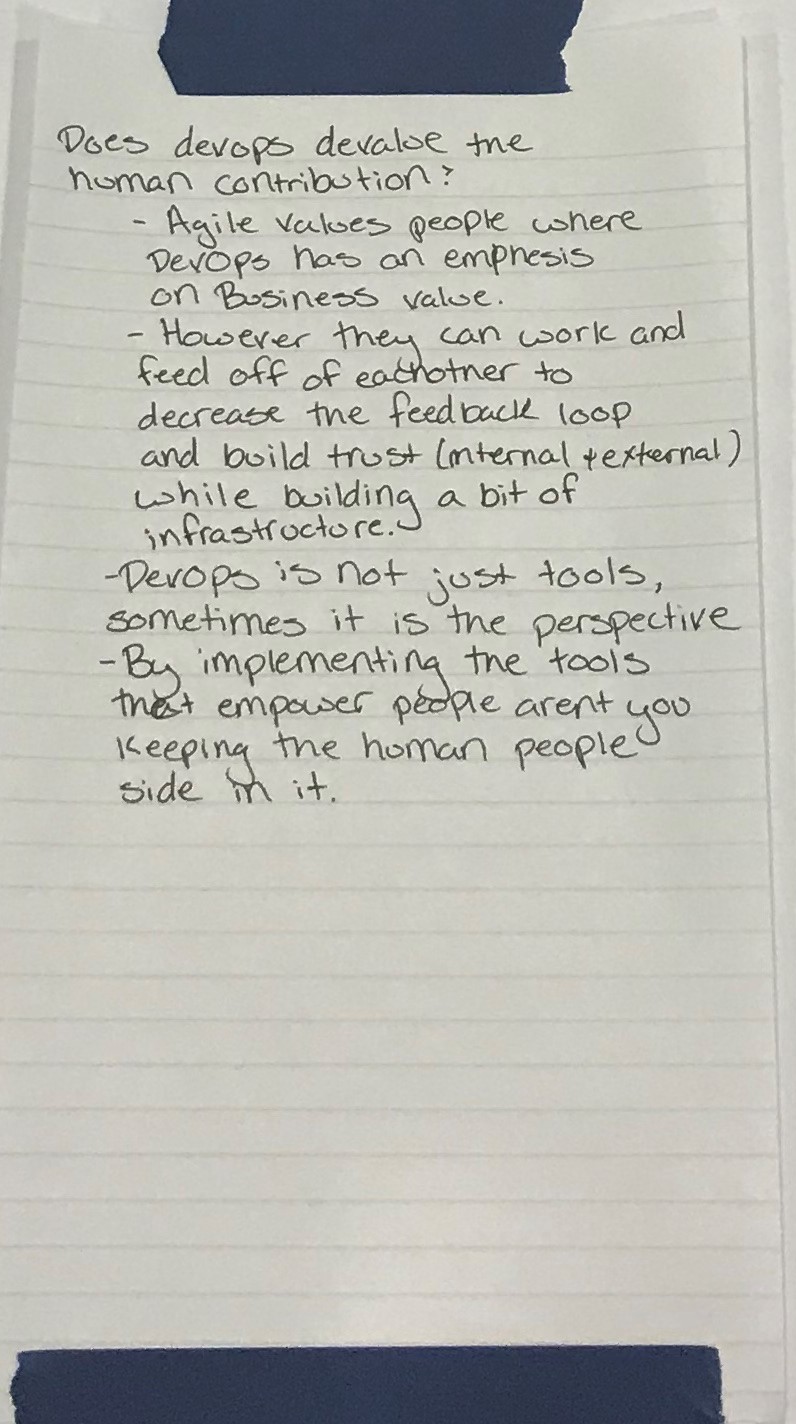 Does devops devalue the
human contribution?
- Agile values people where
DevOps has an emphesis
on Business value.
- However they can work and
feed off of eachother to
decrease the feedback loop
and build trust (internal + external)
while building a bit of
infrastructure.
- Devops is not just tools,
sometimes it is the perspective
- By implementing the tools
that empower people arent you
Keeping the human people
side in it.